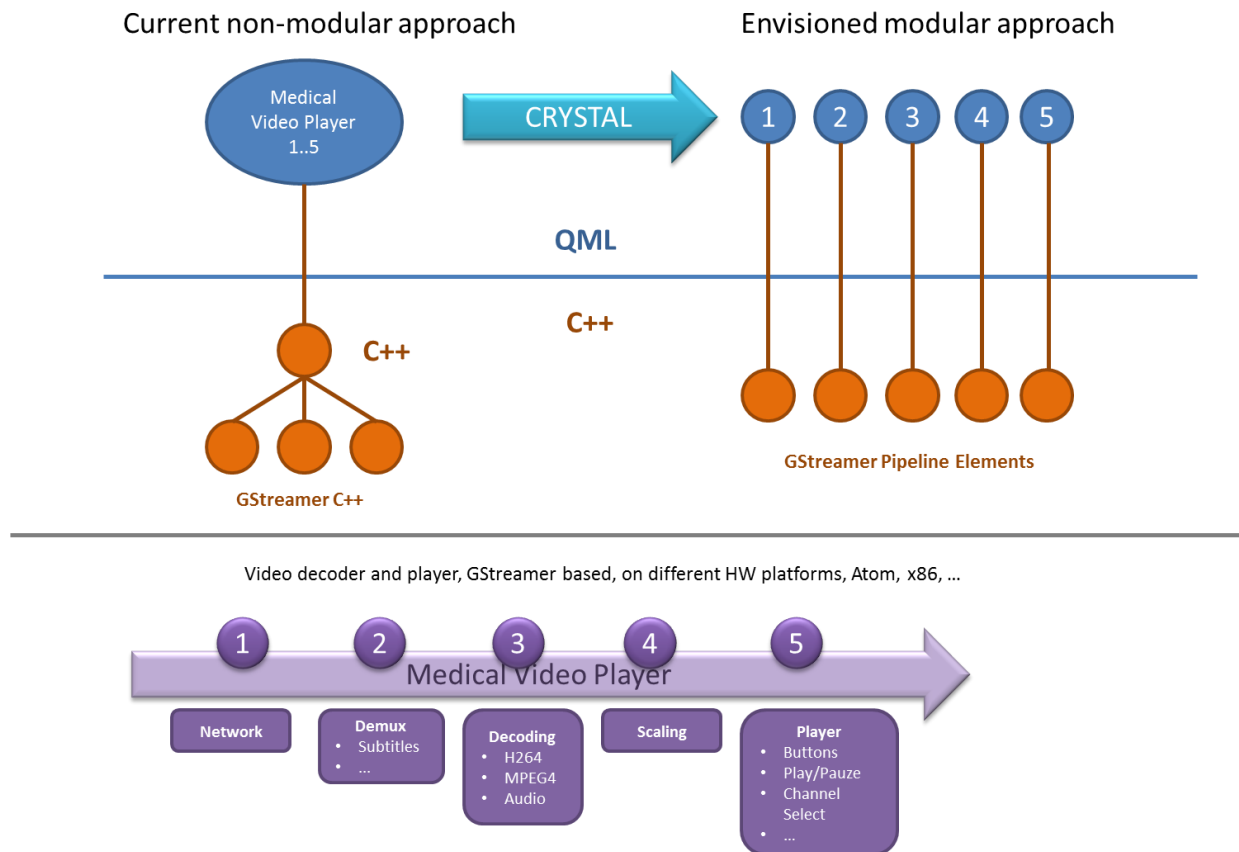 Current non-modular approach
Envisioned modular approach
Medical
Video Player
1..5
CRYSTAL
1
2
3
4
5
QML
C++
C++
GStreamer C++
GStreamer Pipeline Elements
Video decoder and player, GStreamer based, on different HW platforms, Atom, x86, ...
1
2
3
4
5
Medical Video Player
Network
Demux
• Subtitles
• ...
Decoding
• H264
• MPEG4
• Audio
Scaling
Player
• Buttons
• Play/Pauze
• Channel
Select
• ...